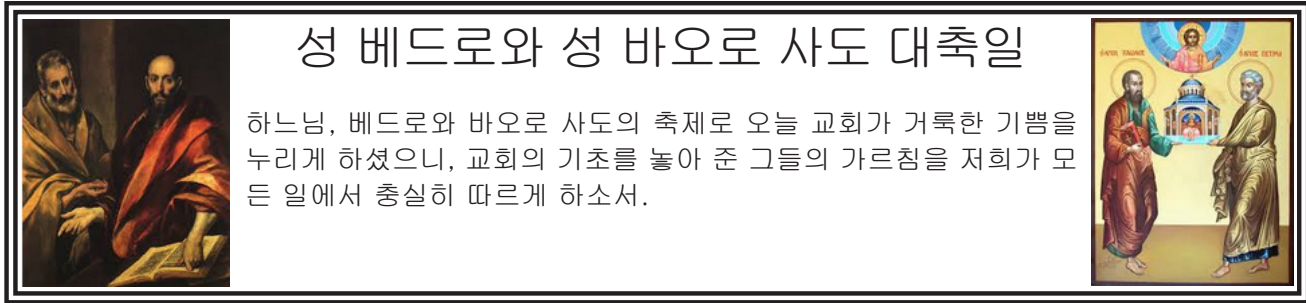 성 베드로와 성 바오로 사도 대축일
하느님, 베드로와 바오로 사도의 축제로 오늘 교회가 거룩한 기쁨을
누리게 하셨으니, 교회의 기초를 놓아 준 그들의 가르침을 저희가 모
든 일에서 충실히 따르게 하소서.